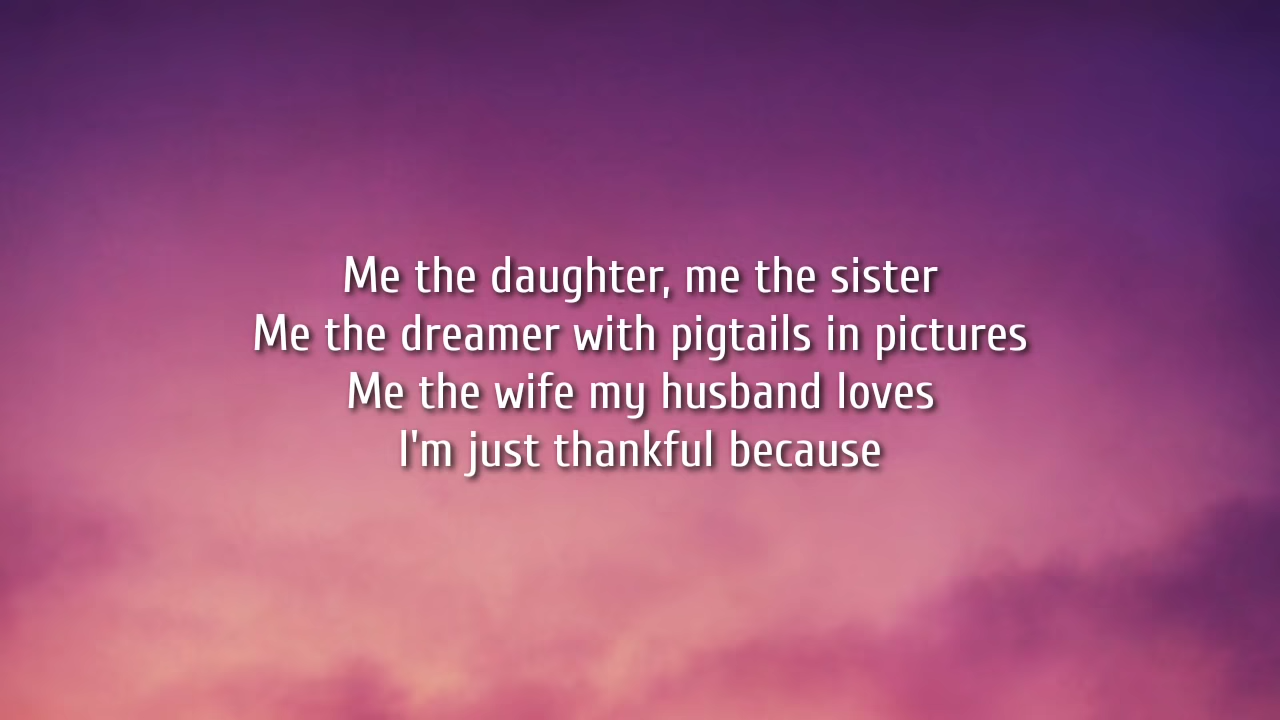 Me the daughter, me the sister
Me the dreamer with pigtails in pictures
Me the wife my husband loves
I'm just thankful because